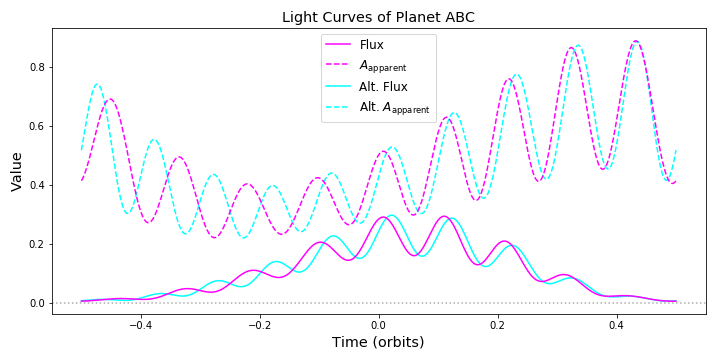 Light Curves of Planet ABC
Flux
A_apparent
Alt. Flux
Alt. A_apparent
Value
0.8
0.6
0.4
0.2
0.0
−0.4
−0.2
0.0
0.2
0.4
Time (orbits)